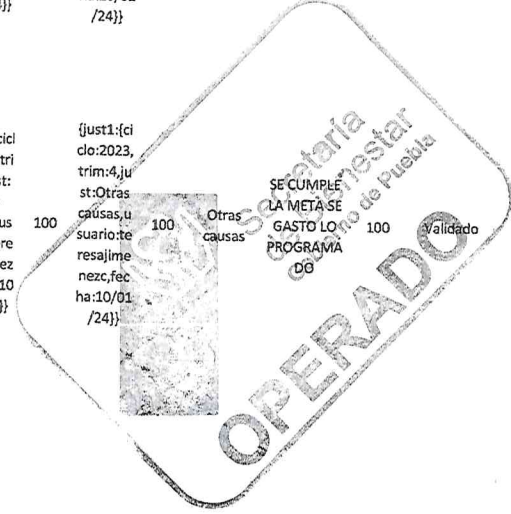 /24}}
{just1:{ci
clo:2023,
trim:4,ju
st:Otras
causas,u
suario:te
resajime
nezc,fec
ha:10/01
/24}}
100
100
Otras
causas
SE CUMPLE
LA META SE
GASTO LO
PROGRAMA
DO
100
Validado
Secretaría
de Bienestar
Gobierno de Puebla
OPERADO